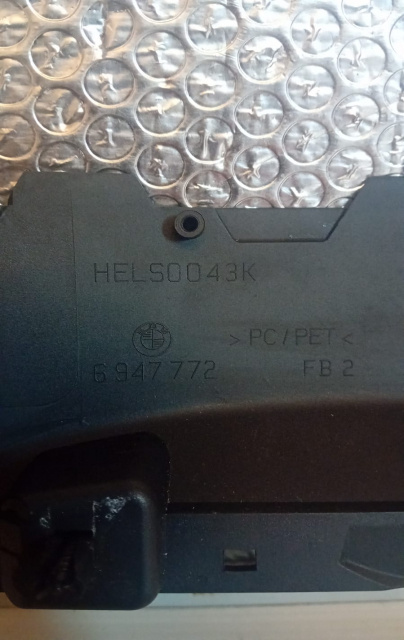 HELS0043K
> PC / PET <
6 947 772 FB 2